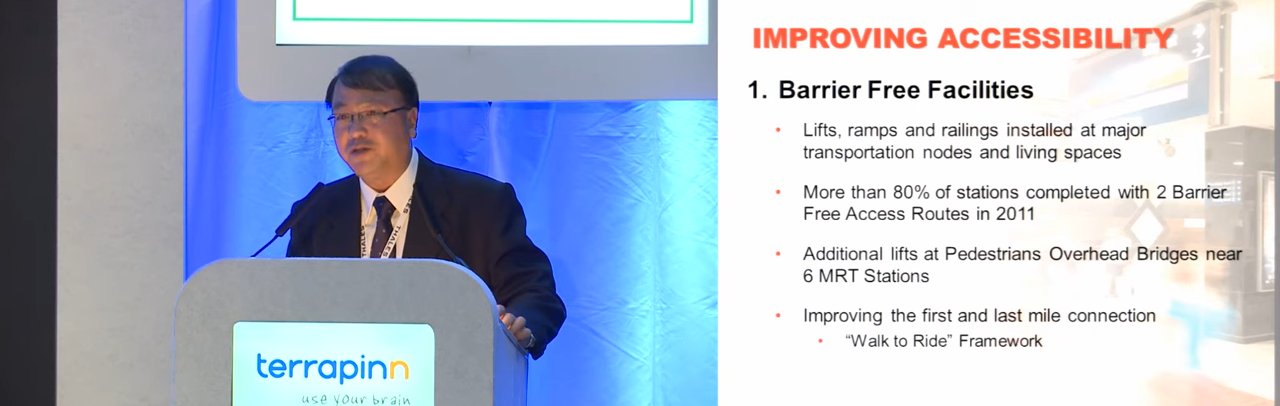 THALES
THALES
terrapinn
use your brain
IMPROVING ACCESSIBILITY
1. Barrier Free Facilities
• Lifts, ramps and railings installed at major
transportation nodes and living spaces
• More than 80% of stations completed with 2 Barrier
Free Access Routes in 2011
• Additional lifts at Pedestrians Overhead Bridges near
6 MRT Stations
• Improving the first and last mile connection
• “Walk to Ride” Framework